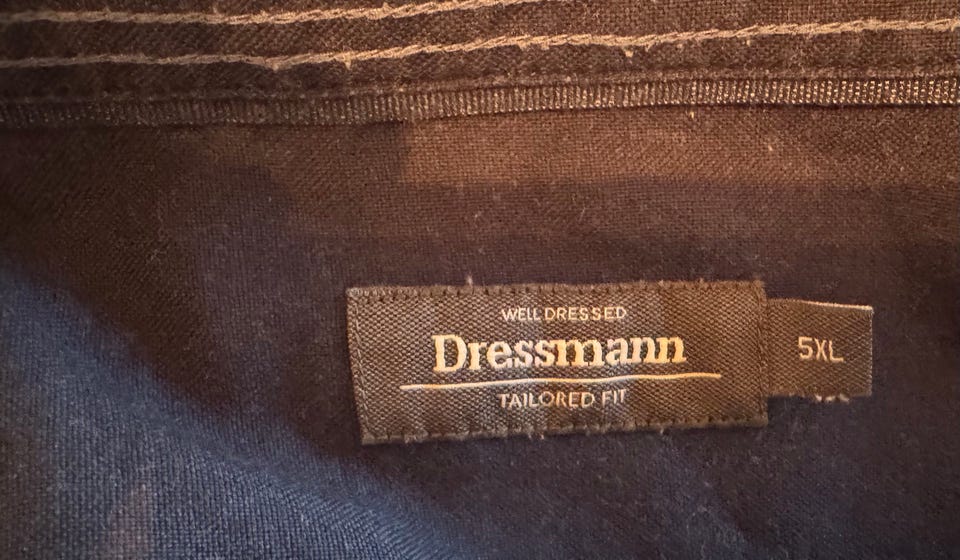 WELL DRESSED
Dressmann
TAILORED FIT
5XL